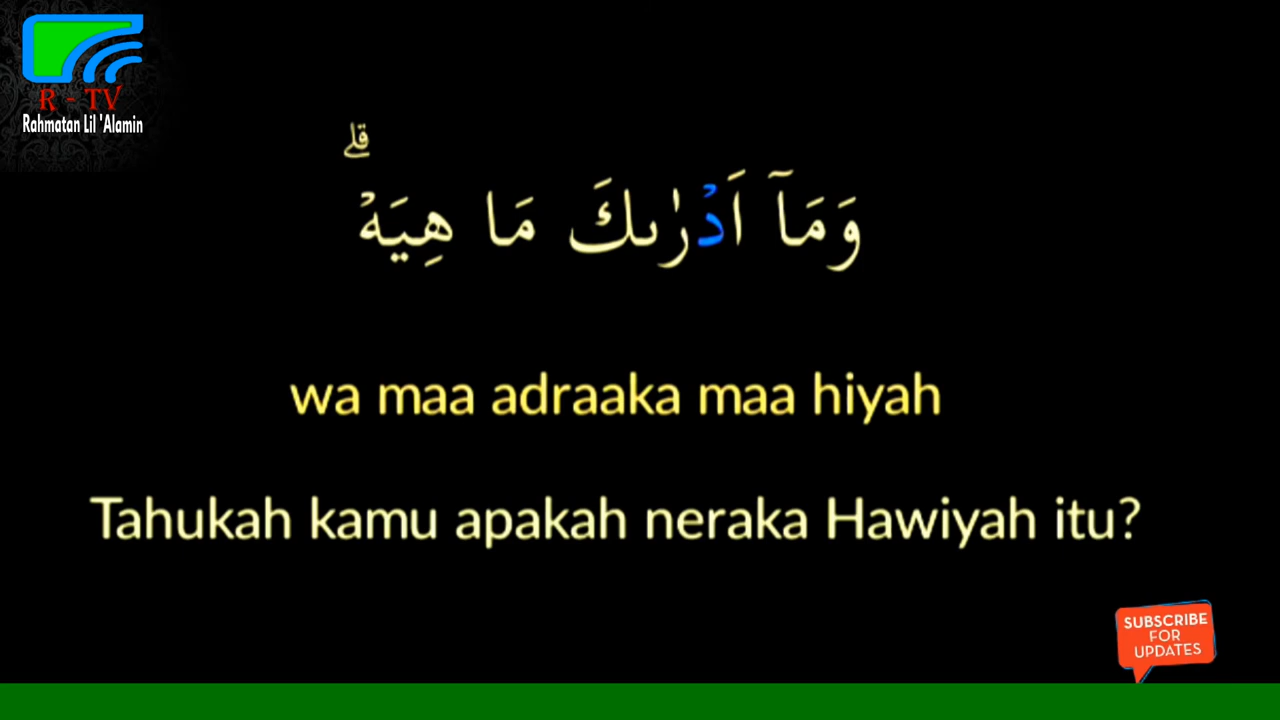 R - TV
Rahmatan Lil 'Alamin
وَمَآ اَدْرٰىكَ مَا هِيَهْۗ
wa maa adraaka maa hiyah
Tahukah kamu apakah neraka Hawiyah itu?
SUBSCRIBE
FOR
UPDATES